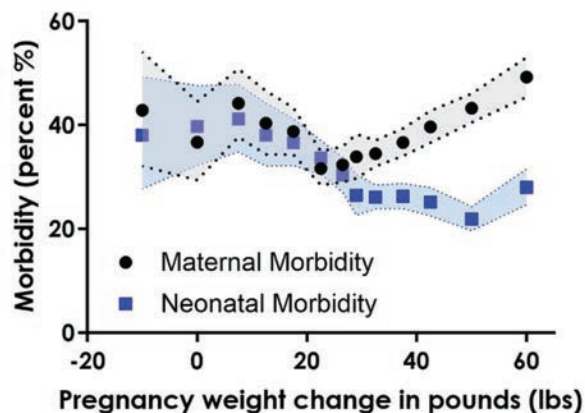 Morbidity (percent %)
60
40
20
0
Maternal Morbidity
Neonatal Morbidity
-20 0 20 40 60
Pregnancy weight change in pounds (lbs)